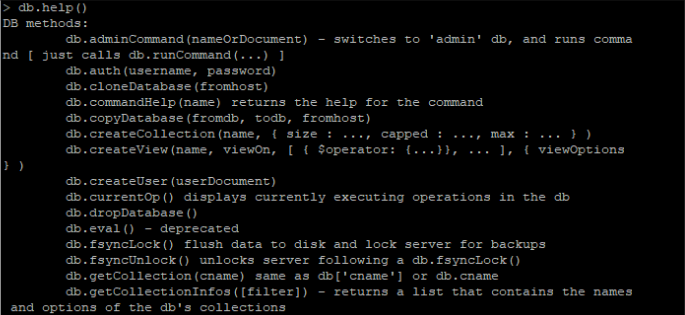 > db.help()
DB methods:
db.adminCommand(nameOrDocument) - switches to 'admin' db, and runs comma
nd [ just calls db.runCommand(...) ]
db.auth(username, password)
db.cloneDatabase(fromhost)
db.commandHelp(name) returns the help for the command
db.copyDatabase(fromdb, todb, fromhost)
db.createCollection(name, { size : ..., capped : ..., max : ... } )
db.createView(name, viewOn, [ { $operator: {...}}, ... ], { viewOptions
} )
db.createUser(userDocument)
db.currentOp() displays currently executing operations in the db
db.dropDatabase()
db.eval() - deprecated
db.fsyncLock() flush data to disk and lock server for backups
db.fsyncUnlock() unlocks server following a db.fsyncLock()
db.getCollection(cname) same as db['cname'] or db.cname
db.getCollectionInfos([filter]) - returns a list that contains the names
and options of the db's collections